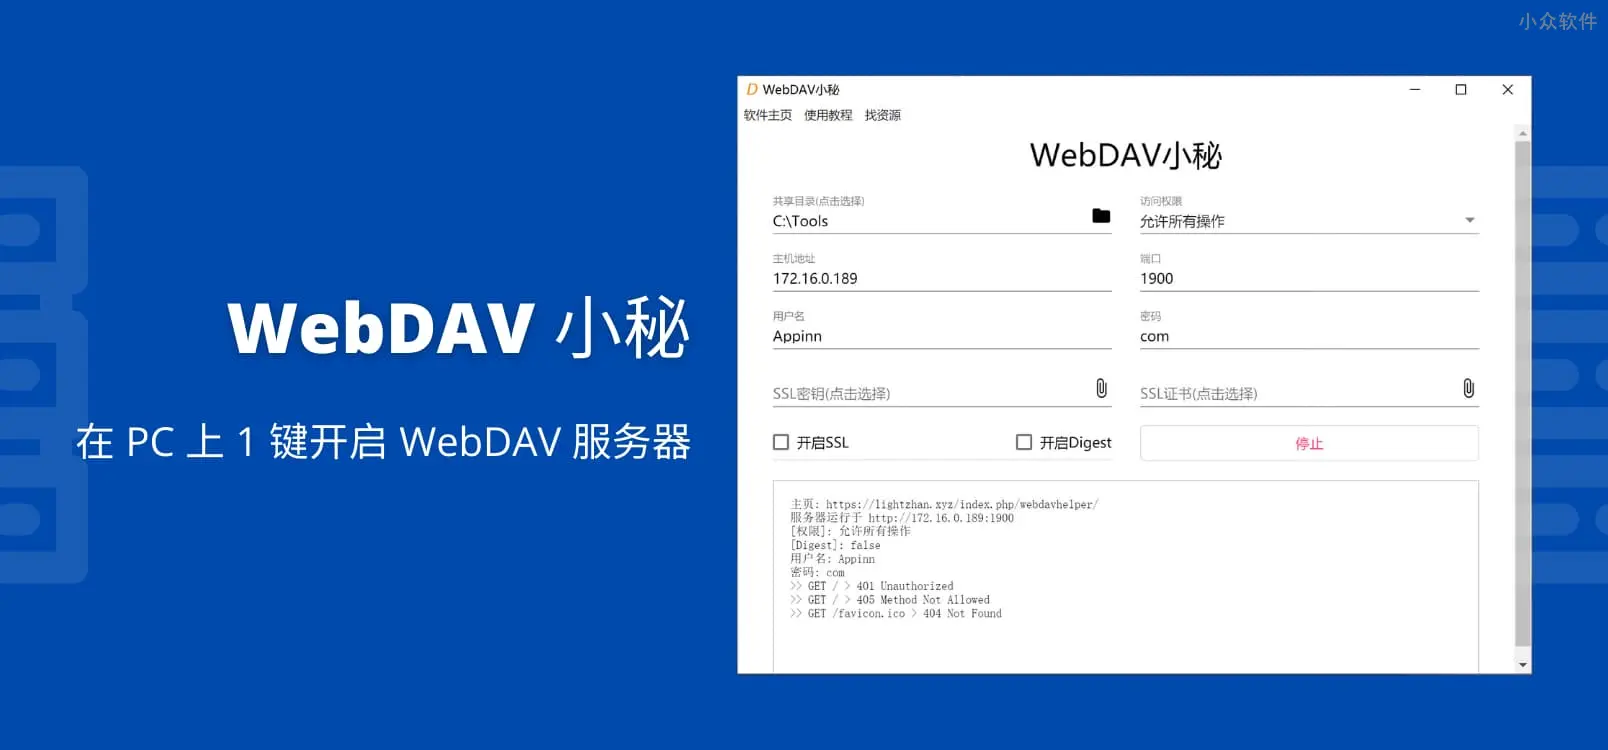 小众软件
WebDAV 小秘
在 PC 上 1 键开启 WebDAV 服务器
D WebDAV小秘
软件主页 使用教程 找资源
WebDAV小秘
共享目录(点击选择) 访问权限
C:\Tools 允许所有操作
主机地址 端口
172.16.0.189 1900
用户名 密码
Appinn com
SSL密钥(点击选择) SSL证书(点击选择)
开启SSL 开启Digest 停止
主页: https://lightzhan.xyz/index.php/webdavhelper/
服务器运行于 http://172.16.0.189:1900
[权限]: 允许所有操作
[Digest]: false
用户名: Appinn
密码: com
>> GET / > 401 Unauthorized
>> GET / > 405 Method Not Allowed
>> GET /favicon.ico > 404 Not Found